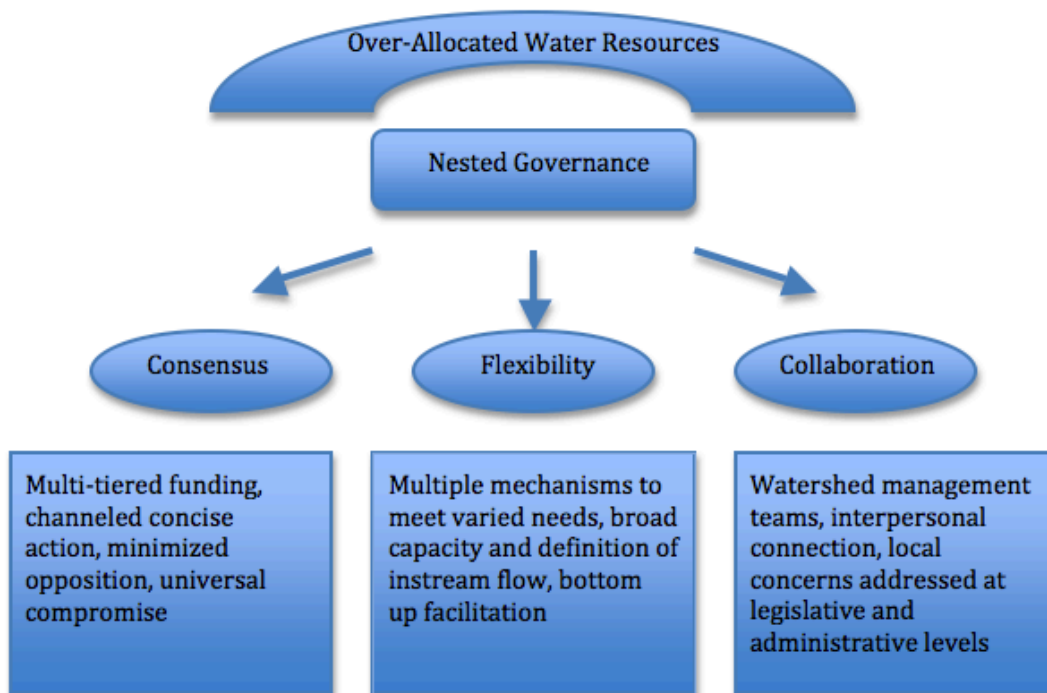 Over-Allocated Water Resources
Nested Governance
Consensus
Flexibility
Collaboration
Multi-tiered funding,
channeled concise
action, minimized
opposition, universal
compromise
Multiple mechanisms to
meet varied needs, broad
capacity and definition of
instream flow, bottom
up facilitation
Watershed management
teams, interpersonal
connection, local
concerns addressed at
legislative and
administrative levels